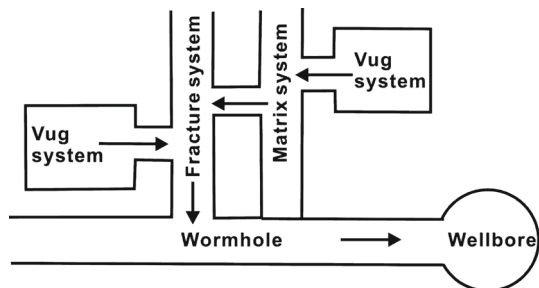 Fracture system
Matrix system
Vug
system
Vug
system
Wormhole
Wellbore